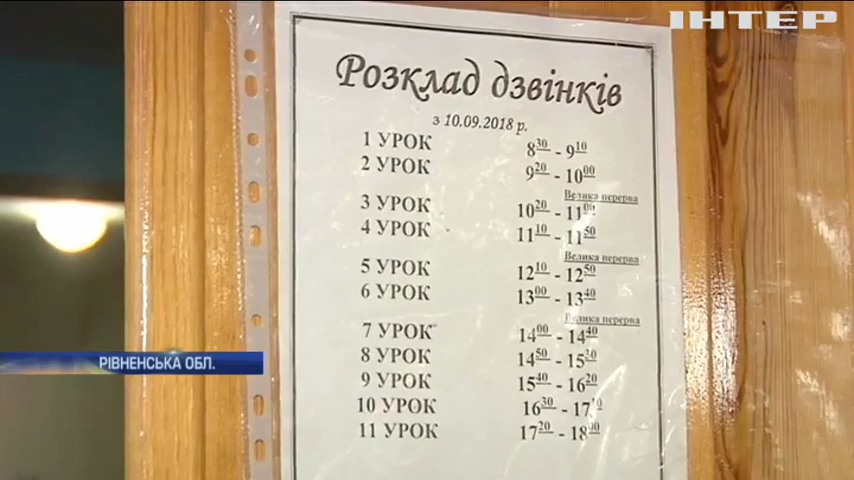 ІНТЕР
Розклад дзвінків
з 10.09.2018 р.
1 УРОК 8³⁰ - 9¹⁰
2 УРОК 9²⁰ - 10⁰⁰
Велика перерва
3 УРОК 10²⁰ - 11⁰⁰
4 УРОК 11¹⁰ - 11⁵⁰
Велика перерва
5 УРОК 12¹⁰ - 12⁵⁰
6 УРОК 13⁰⁰ - 13⁴⁰
Велика перерва
7 УРОК 14⁰⁰ - 14⁴⁰
8 УРОК 14⁵⁰ - 15³⁰
9 УРОК 15⁴⁰ - 16²⁰
10 УРОК 16³⁰ - 17¹⁰
11 УРОК 17²⁰ - 18⁰⁰
РІВНЕНСЬКА ОБЛ.